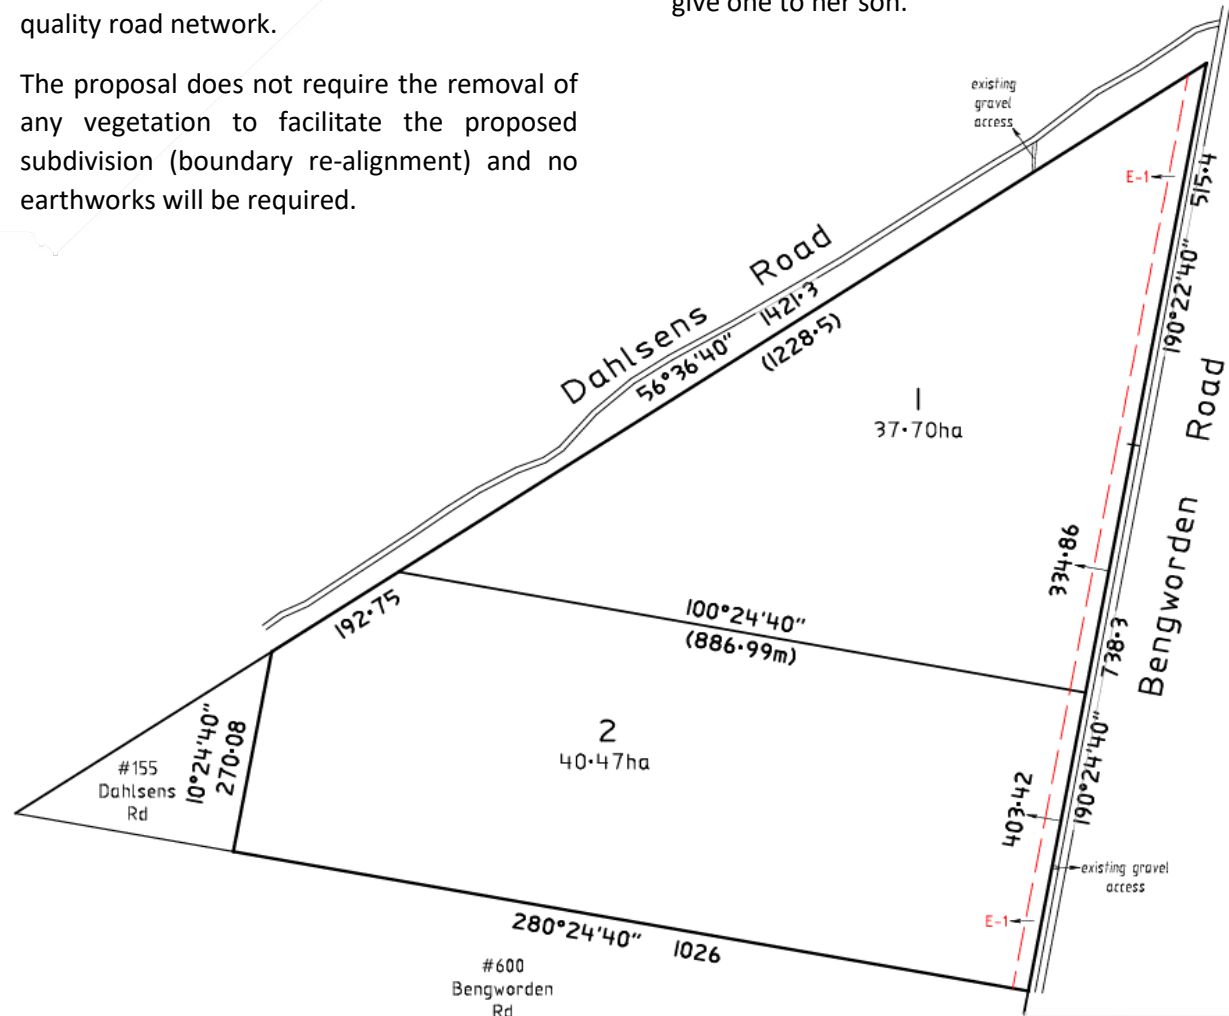 quality road network.
The proposal does not require the removal of
any vegetation to facilitate the proposed
subdivision (boundary re-alignment) and no
earthworks will be required.
give one to her son.
existing
gravel
access
E-1
515·4
190°22'40"
Dahlsens Road
56°36'40" 1421·3
(1228·5)
1
37·70ha
Bengworden Road
334·86
738·3
192·75
100°24'40"
(886·99m)
2
40·47ha
10°24'40"
270·08
#155
Dahlsens
Rd
403·42
190°24'40"
existing gravel
access
E-1
280°24'40" 1026
#600
Bengworden
Rd